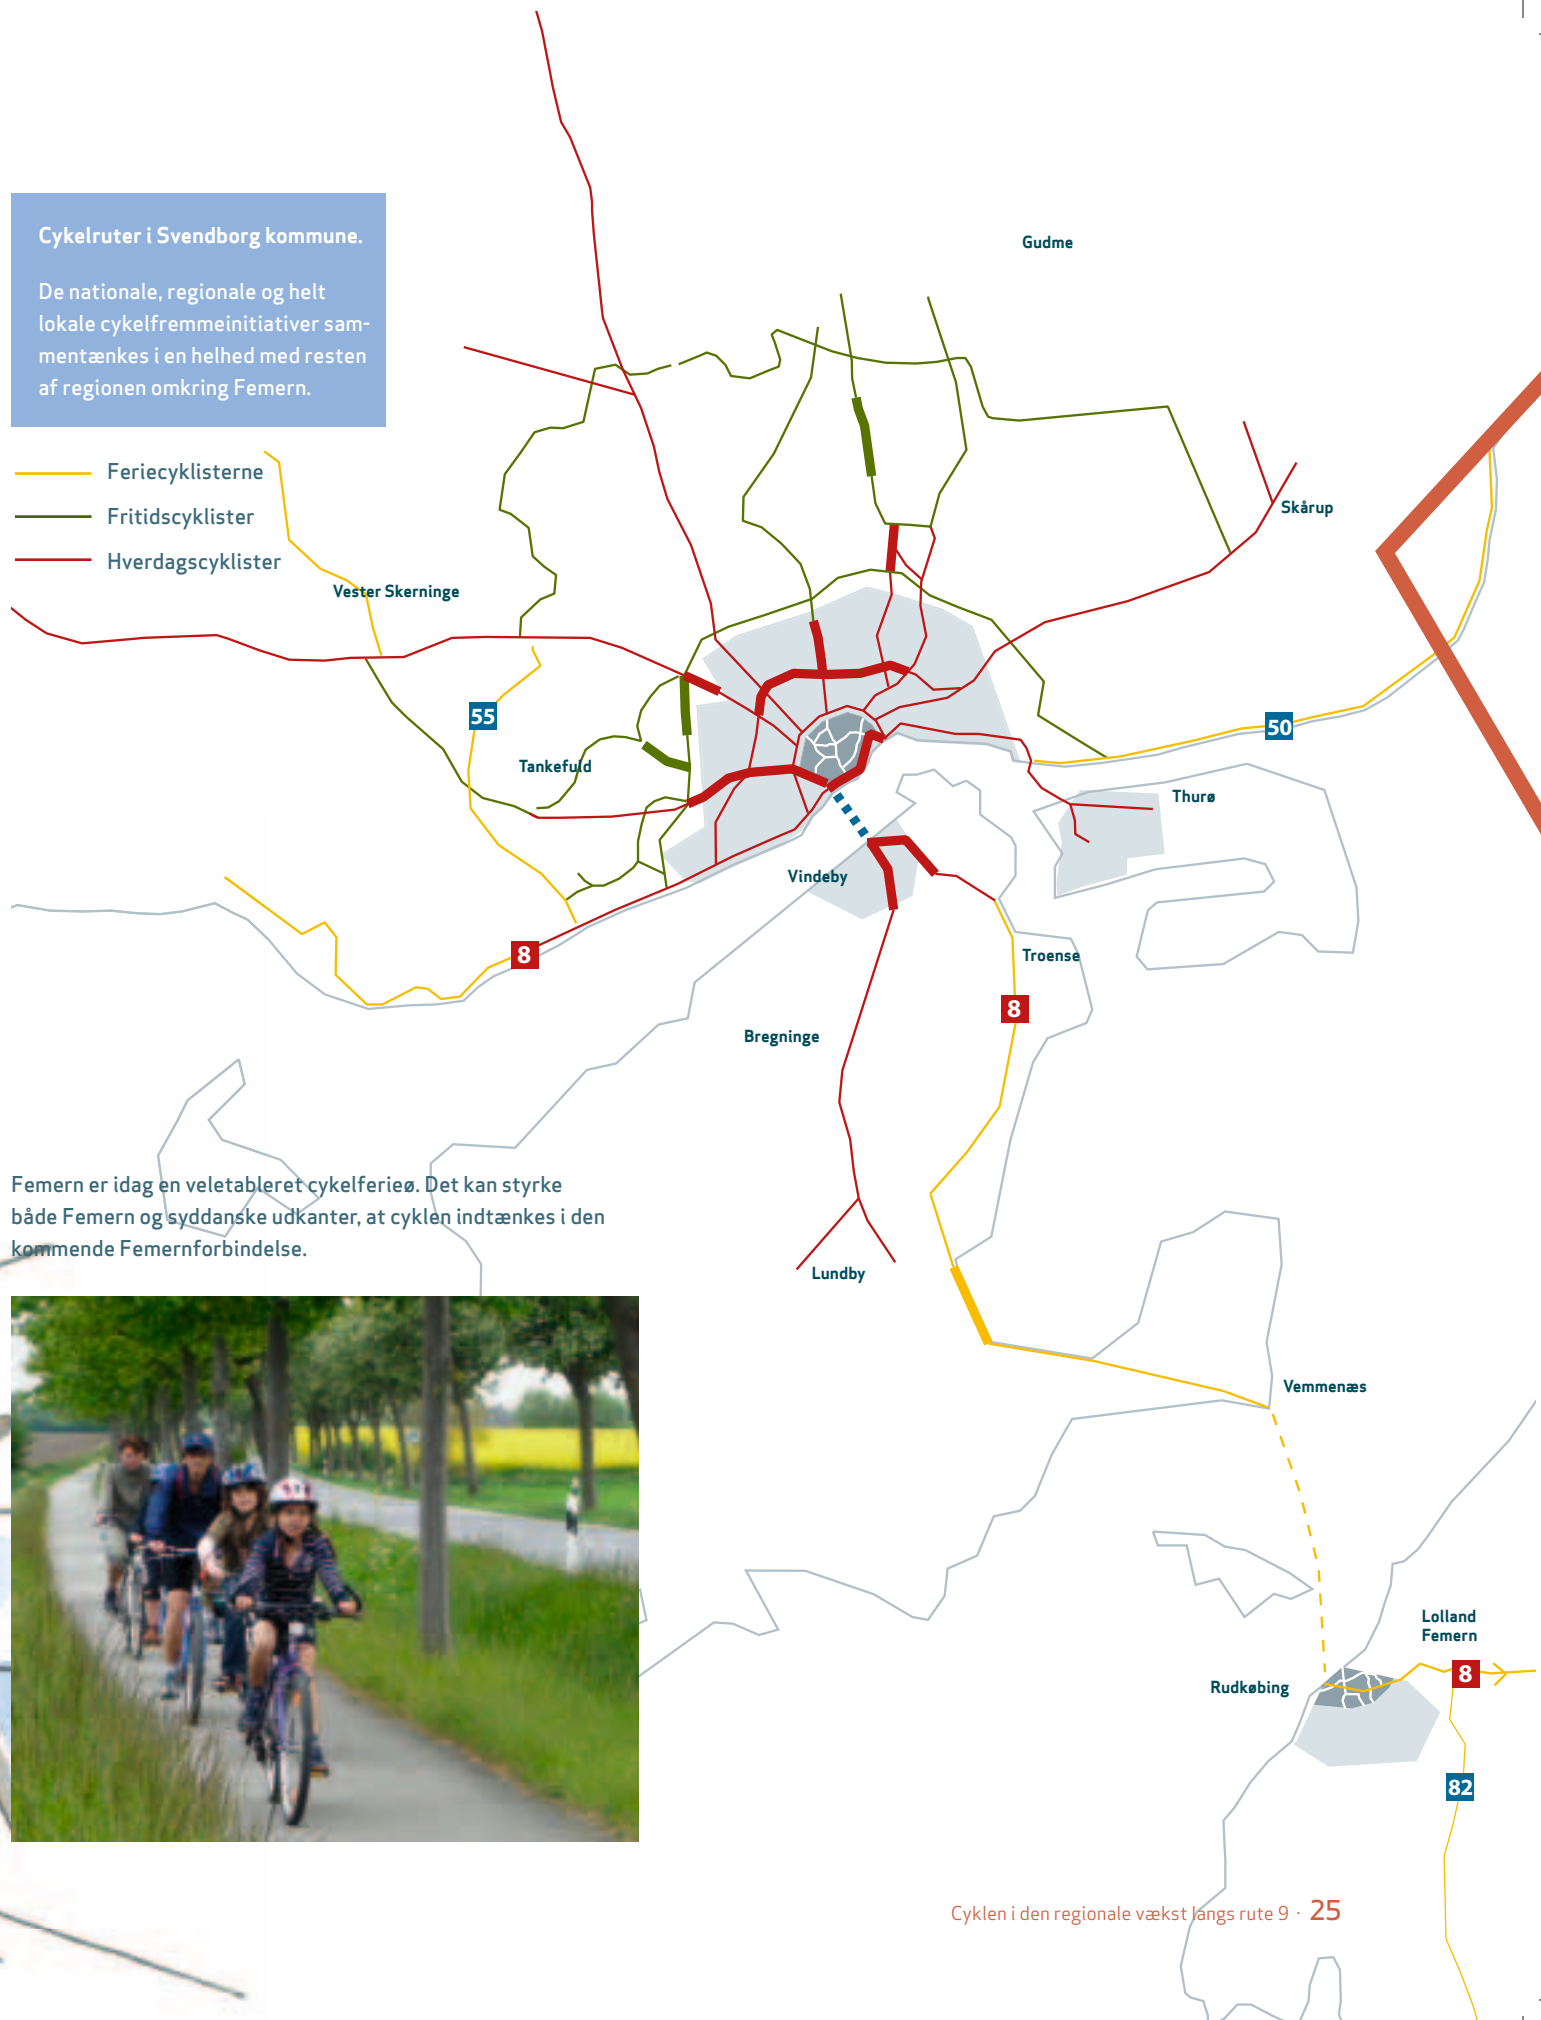 Cykelruter i Svendborg kommune.
De nationale, regionale og helt
lokale cykelfremmeinitiativer sam-
mentænkes i en helhed med resten
af regionen omkring Femern.
Feriecyklisterne
Fritidscyklister
Hverdagscyklister
Gudme
Skårup
Vester Skerninge
55
50
Tankefuld
Thurø
Vindeby
8
Troense
8
Bregninge
Femern er idag en veletableret cykelferieø. Det kan styrke
både Femern og syddanske udkanter, at cyklen indtænkes i den
kommende Femernforbindelse.
Lundby
Vemmenæs
Lolland
Femern
8
Rudkøbing
82
Cyklen i den regionale vækst langs rute 9 · 25